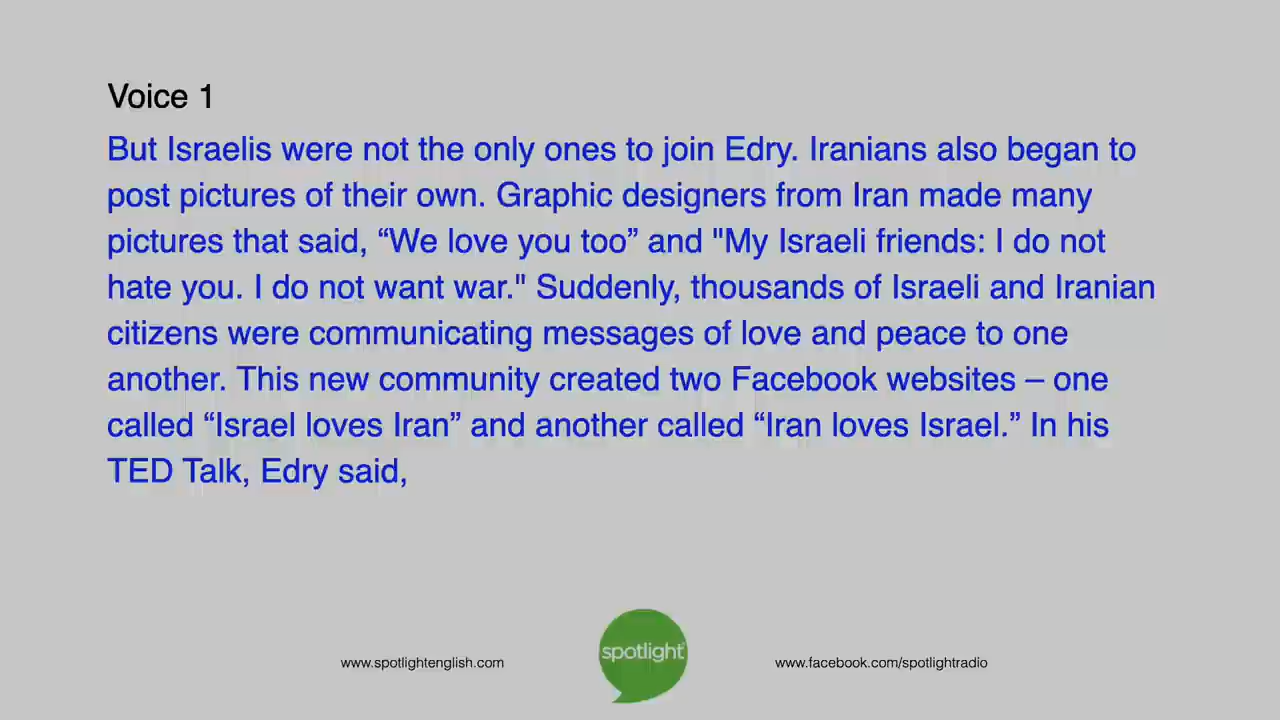 Voice 1
But Israelis were not the only ones to join Edry. Iranians also began to
post pictures of their own. Graphic designers from Iran made many
pictures that said, “We love you too” and "My Israeli friends: I do not
hate you. I do not want war." Suddenly, thousands of Israeli and Iranian
citizens were communicating messages of love and peace to one
another. This new community created two Facebook websites – one
called “Israel loves Iran” and another called “Iran loves Israel.” In his
TED Talk, Edry said,
www.spotlightenglish.com
spotlight®
www.facebook.com/spotlightradio